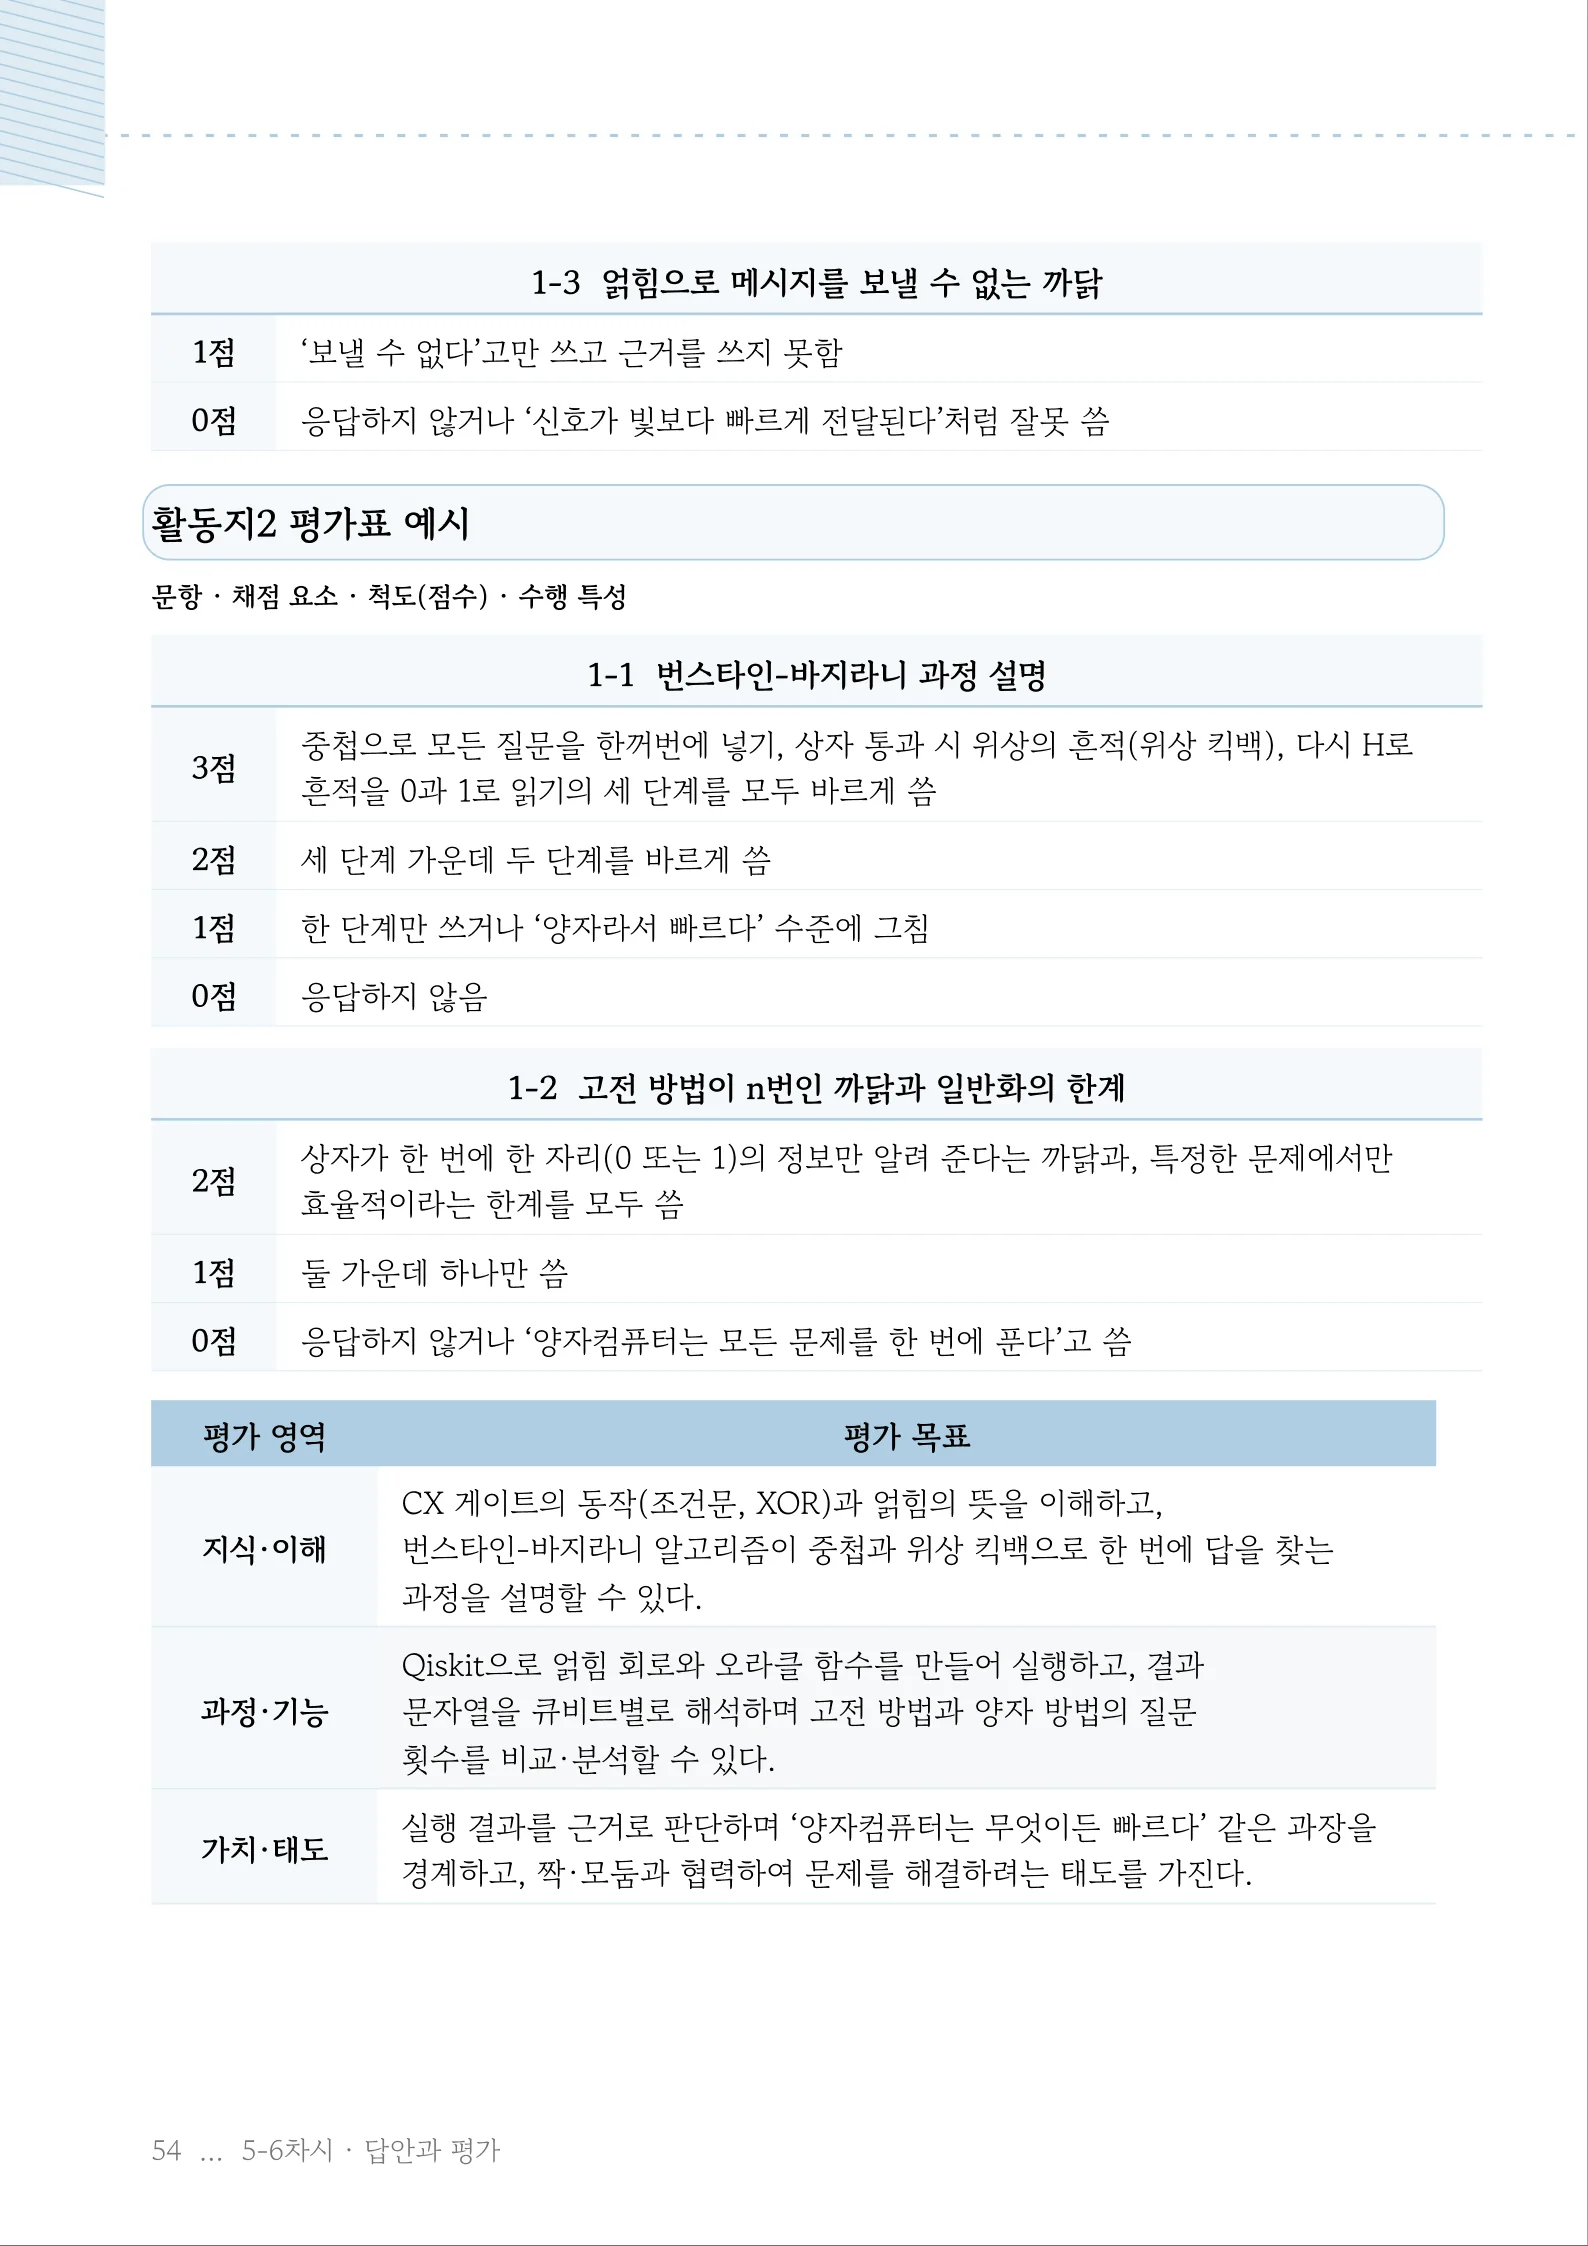 1-3 얽힘으로 메시지를 보낼 수 없는 까닭
1점 ‘보낼 수 없다’고만 쓰고 근거를 쓰지 못함
0점 응답하지 않거나 ‘신호가 빛보다 빠르게 전달된다’처럼 잘못 씀
활동지2 평가표 예시
문항 · 채점 요소 · 척도(점수) · 수행 특성
1-1 번스타인-바지라니 과정 설명
3점
중첩으로 모든 질문을 한꺼번에 넣기, 상자 통과 시 위상의 흔적(위상 킥백), 다시 H로
흔적을 0과 1로 읽기의 세 단계를 모두 바르게 씀
2점 세 단계 가운데 두 단계를 바르게 씀
1점 한 단계만 쓰거나 ‘양자라서 빠르다’ 수준에 그침
0점 응답하지 않음
1-2 고전 방법이 n번인 까닭과 일반화의 한계
2점
상자가 한 번에 한 자리(0 또는 1)의 정보만 알려 준다는 까닭과, 특정한 문제에서만
효율적이라는 한계를 모두 씀
1점 둘 가운데 하나만 씀
0점 응답하지 않거나 ‘양자컴퓨터는 모든 문제를 한 번에 푼다’고 씀
평가 영역 평가 목표
지식·이해
CX 게이트의 동작(조건문, XOR)과 얽힘의 뜻을 이해하고,
번스타인-바지라니 알고리즘이 중첩과 위상 킥백으로 한 번에 답을 찾는
과정을 설명할 수 있다.
과정·기능
Qiskit으로 얽힘 회로와 오라클 함수를 만들어 실행하고, 결과
문자열을 큐비트별로 해석하며 고전 방법과 양자 방법의 질문
횟수를 비교·분석할 수 있다.
가치·태도
실행 결과를 근거로 판단하며 ‘양자컴퓨터는 무엇이든 빠르다’ 같은 과장을
경계하고, 짝·모둠과 협력하여 문제를 해결하려는 태도를 가진다.
54 ... 5-6차시 · 답안과 평가